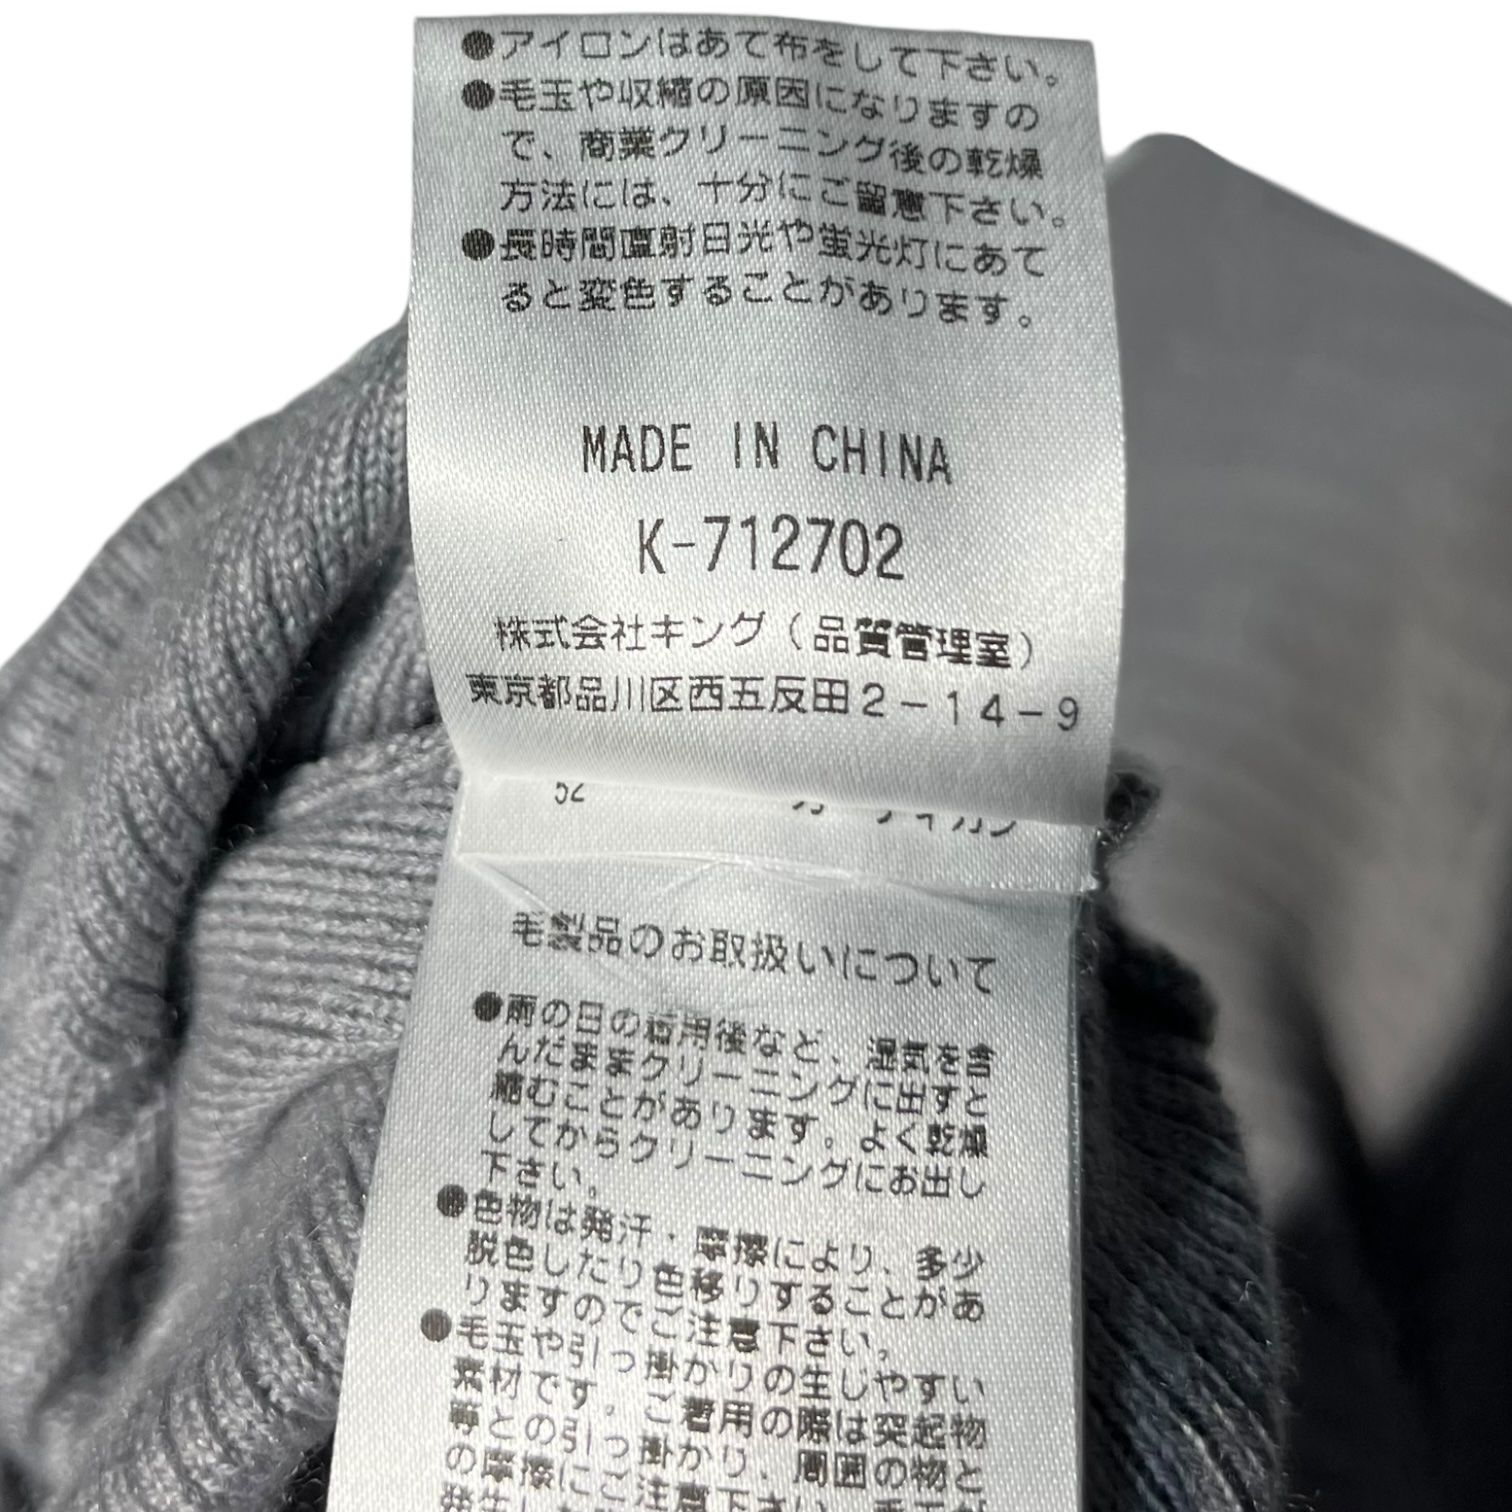 ●アイロンはあて布をして下さい。
●毛玉や収縮の原因になりますの
で、商業クリーニング後の乾燥
方法には、十分にご留意下さい。
●長時間直射日光や蛍光灯にあて
ると変色することがあります。
MADE IN CHINA
K-712702
株式会社キング(品質管理室)
東京都品川区西五反田2-14-9
毛製品のお取扱いについて
●雨の日の着用後など、湿気を含
んだままクリーニングに出すと
縮むことがあります。よく乾燥
してからクリーニングにお出し
下さい。
●色物は発汗・摩擦により、多少
脱色したり色移りすることがあ
りますのでご注意下さい。
●毛玉や引っ掛かりの生じやすい
素材です。ご着用の際は突起物
等との引っ掛かり、周囲の物と
の摩擦にご注意下さい。